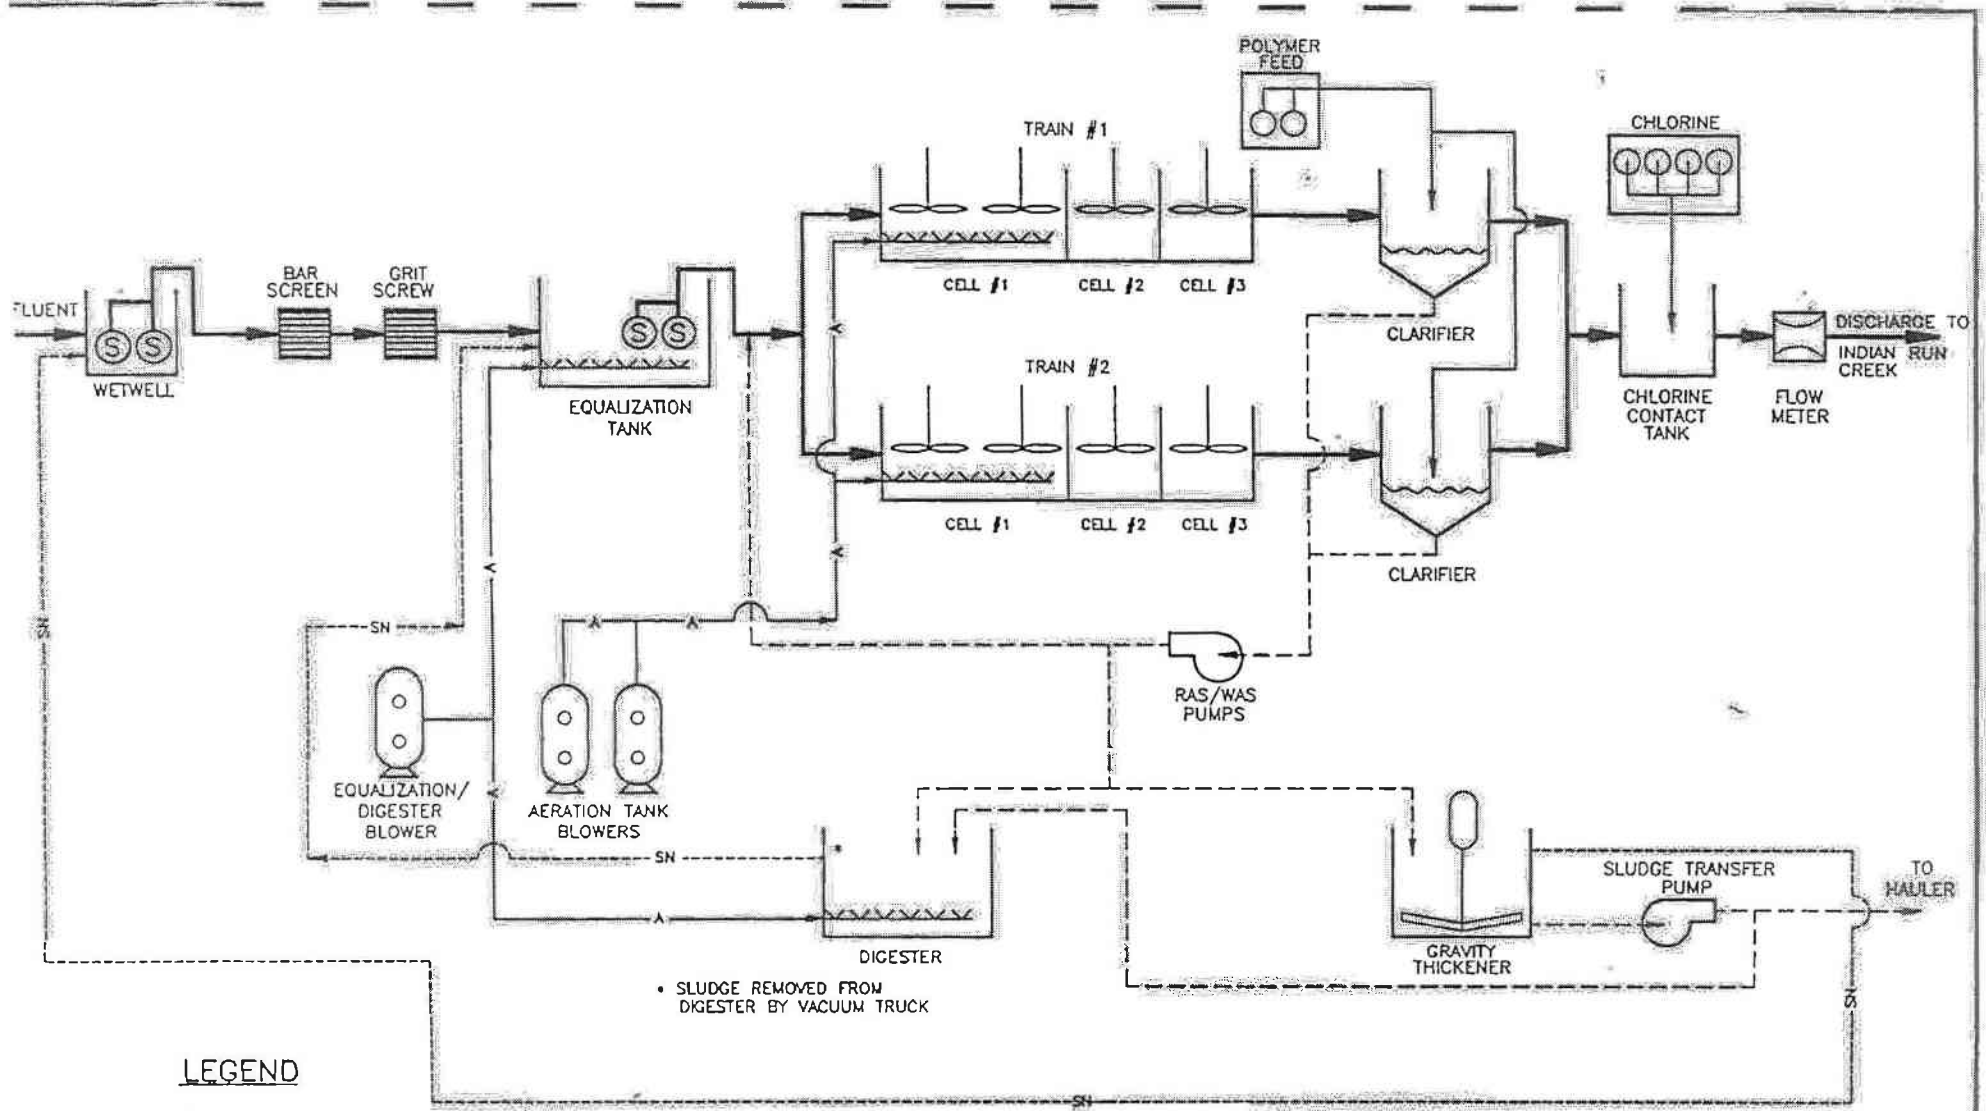 POLYMER
FEED
TRAIN #1
CHLORINE
BAR
SCREEN
GRIT
SCREW
FLUENT
S S
WETWELL
S S
EQUALIZATION
TANK
CELL #1
CELL #2
CELL #3
CLARIFIER
TRAIN #2
DISCHARGE TO
INDIAN RUN
CREEK
CHLORINE
CONTACT
TANK
FLOW
METER
CELL #1
CELL #2
CELL #3
CLARIFIER
A
A
A
A
A
SN
SN
RAS/WAS
PUMPS
EQUALIZATION/
DIGESTER
BLOWER
A
AERATION TANK
BLOWERS
SN
*
A
DIGESTER
• SLUDGE REMOVED FROM
DIGESTER BY VACUUM TRUCK
SLUDGE TRANSFER
PUMP
TO
HAULER
GRAVITY
THICKENER
SN
SN
LEGEND